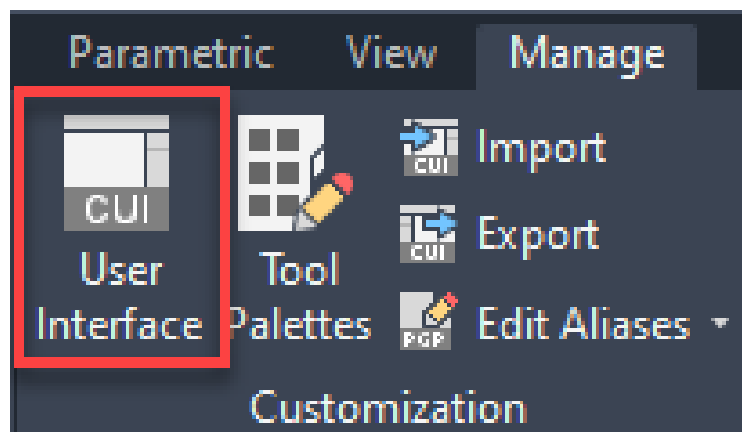 Parametric View Manage
CUI
User
Interface
Tool
Palettes
CUI Import
CUI Export
PGP Edit Aliases
Customization